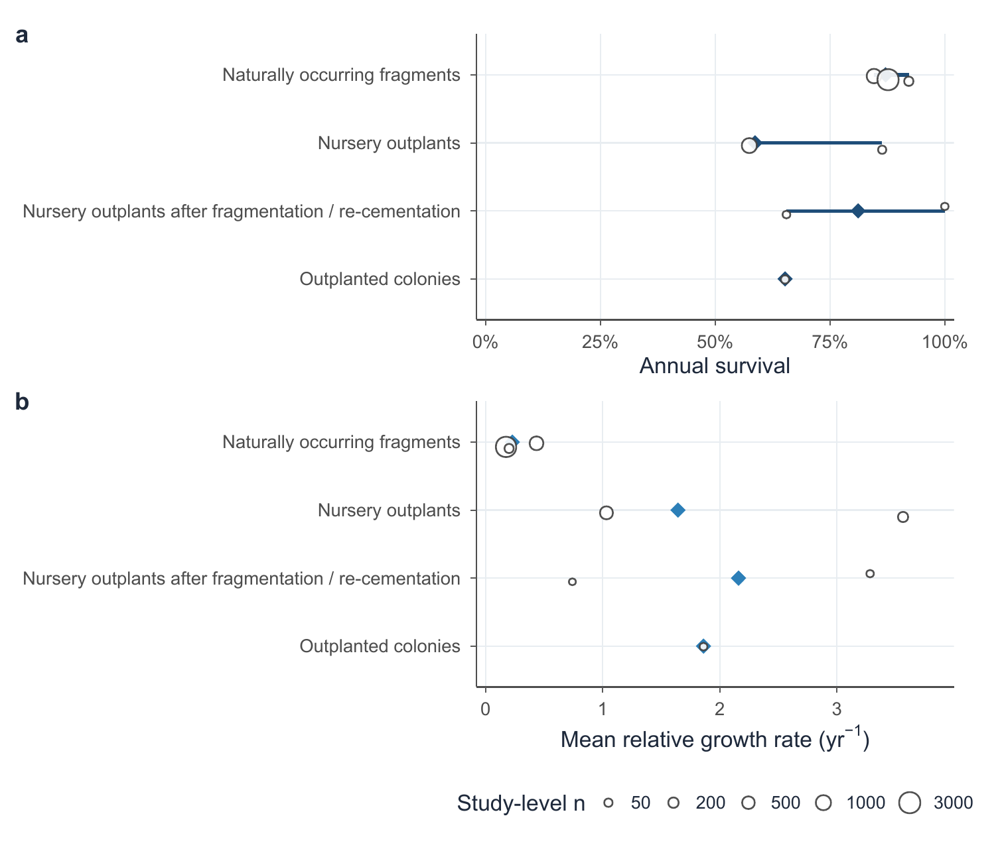 a
Naturally occurring fragments
Nursery outplants
Nursery outplants after fragmentation / re-cementation
Outplanted colonies
0% 25% 50% 75% 100%
Annual survival
b
Naturally occurring fragments
Nursery outplants
Nursery outplants after fragmentation / re-cementation
Outplanted colonies
0 1 2 3
Mean relative growth rate (yr⁻¹)
Study-level n 50 200 500 1000 3000